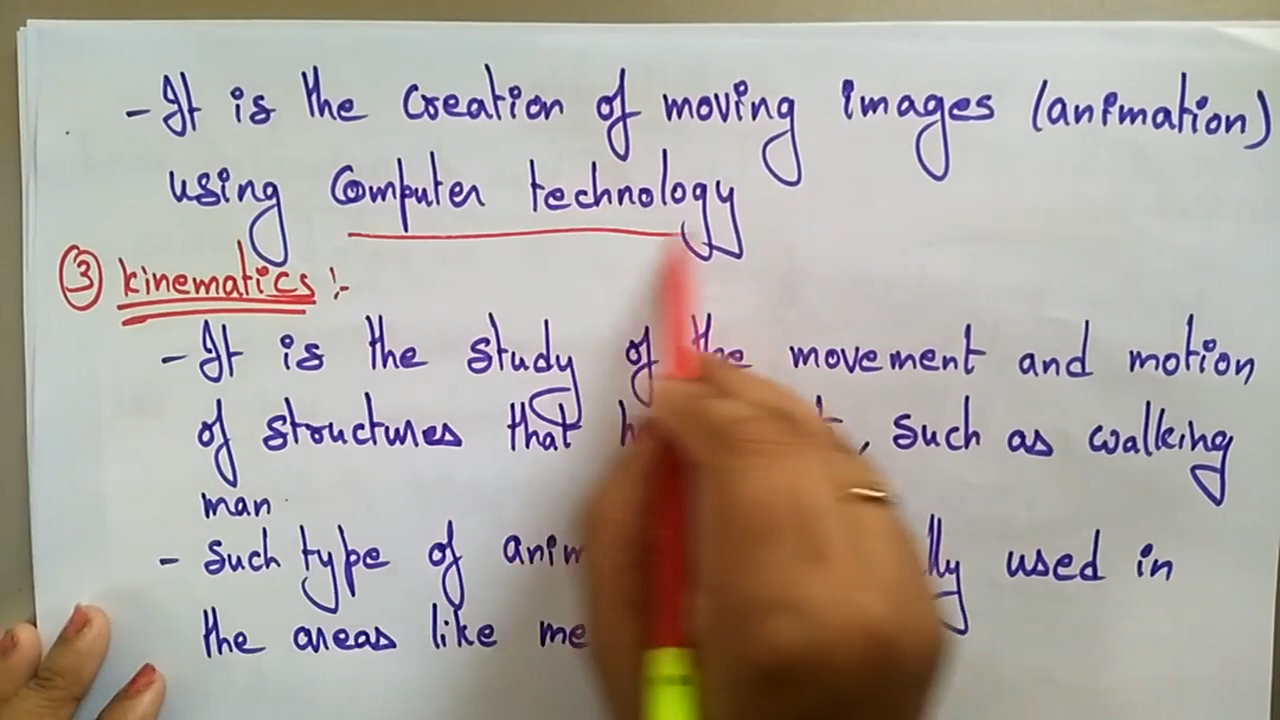 - It is the creation of moving images (animation)
using Computer technology
③ kinematics :-
- It is the study of the movement and motion
of structures that , such as walking
man
- Such type of used in
the areas like